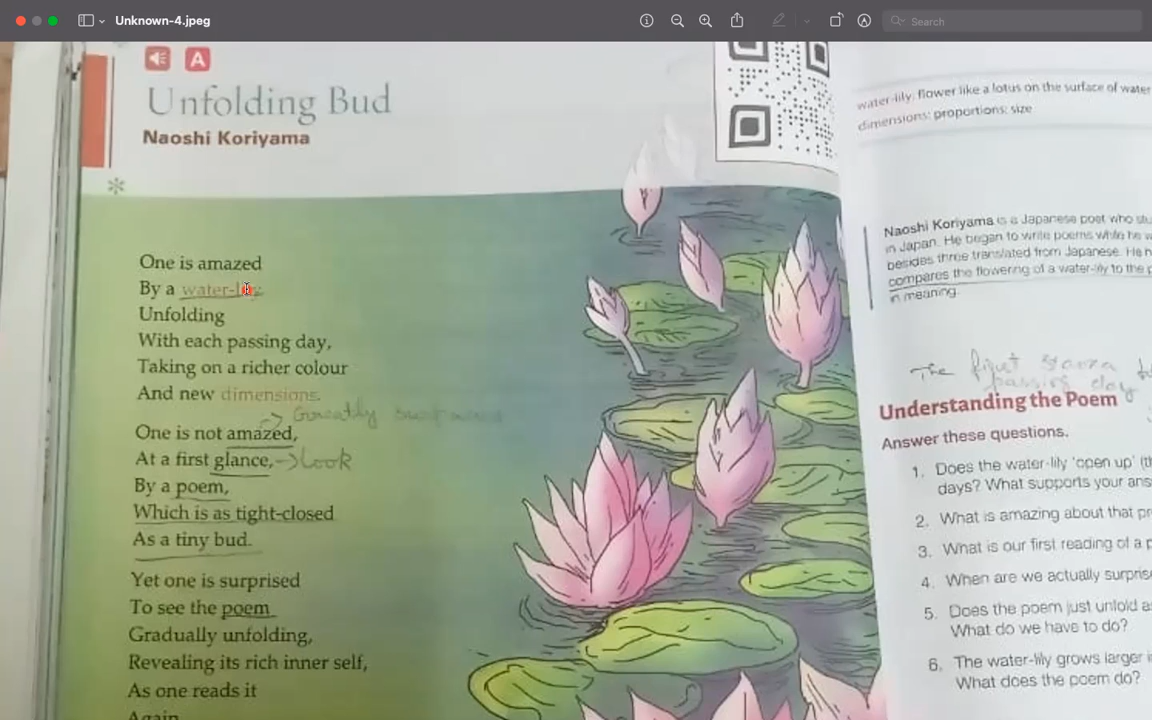 Unknown-4.jpeg
Search
A
Unfolding Bud
Naoshi Koriyama
One is amazed
By a water-lily
Unfolding
With each passing day,
Taking on a richer colour
And new dimensions.
-> Greatly
One is not amazed,
At a first glance, -> Look
By a poem,
Which is as tight-closed
As a tiny bud.
Yet one is surprised
To see the poem
Gradually unfolding,
Revealing its rich inner self,
As one reads it
Again
water-lily: flower like a lotus on the surface of water
dimensions: proportions; size
Naoshi Koriyama is a Japanese poet who
in Japan. He began to write poems while he
besides three translated from Japanese. He
compares the flowering of a water-lily to the
in meaning.
The first stanza
passing day
Understanding the Poem
Answer these questions.
1. Does the water-lily 'open up'
days? What supports your
2. What is amazing about that
3. What is our first reading of a
4. When are we actually
5. Does the poem just unfold
What do we have to do?
6. The water-lily grows larger
What does the poem do?